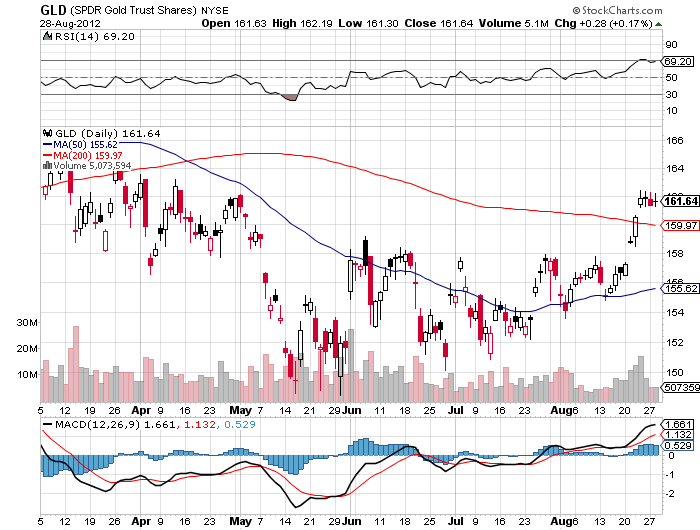 GLD (SPDR Gold Trust Shares) NYSE © StockCharts.com
28-Aug-2012 Open 161.63 High 162.19 Low 161.30 Close 161.64 Volume 5.1M Chg +0.28 (+0.17%)
RSI(14) 69.20
90
69.20
50
30
10
GLD (Daily) 161.64
MA(50) 155.62
MA(200) 159.97
Volume 5,073,594
166
164
161.64
159.97
158
156
155.62
154
152
150
30M
20M
10M
507359
5 12 19 26 Apr 9 16 23 May 7 14 21 29 Jun 11 18 25 Jul 9 16 23 Aug 6 13 20 27
MACD(12,26,9) 1.661, 1.132, 0.529
1.661
1.132
0.529
0
-1
-2
5 12 19 26 Apr 9 16 23 May 7 14 21 29 Jun 11 18 25 Jul 9 16 23 Aug 6 13 20 27